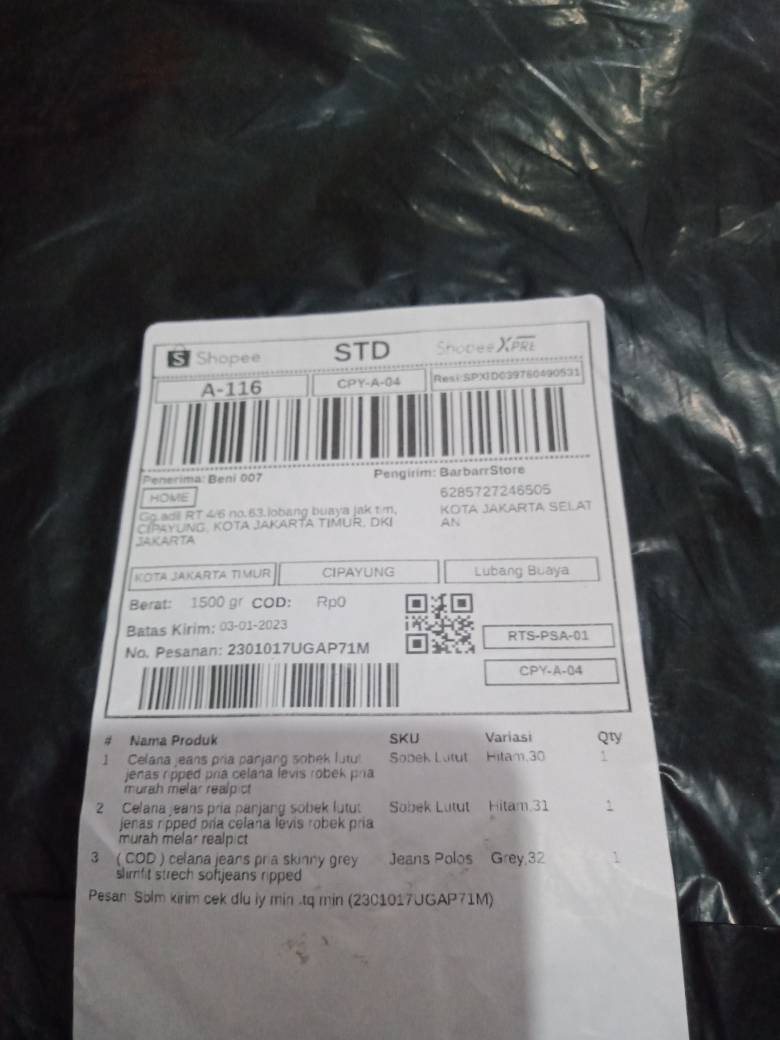 S Shopee STD Shopee XPRE
A-116 CPY-A-04 Resi:SPXID039760490531
Penerima: Beni 007 Pengirim: BarbarrStore
HOME 6285727246505
Gg.adil RT 4/6 no.63.lobang buaya jak tim, KOTA JAKARTA SELAT
CIPAYUNG, KOTA JAKARTA TIMUR, DKI AN
JAKARTA
KOTA JAKARTA TIMUR CIPAYUNG Lubang Buaya
Berat: 1500 gr COD: Rp0
Batas Kirim: 03-01-2023 RTS-PSA-01
No. Pesanan: 2301017UGAP71M
CPY-A-04
# Nama Produk SKU Variasi Qty
1 Celana jeans pria panjang sobek lutut Sobek Lutut Hitam,30 1
jenas ripped pria celana levis robek pria
murah melar realpict
2 Celana jeans pria panjang sobek lutut Sobek Lutut Hitam,31 1
jenas ripped pria celana levis robek pria
murah melar realpict
3 ( COD ) celana jeans pria skinny grey Jeans Polos Grey,32 1
slimfit strech softjeans ripped
Pesan: Sblm kirim cek dlu iy min .tq min (2301017UGAP71M)